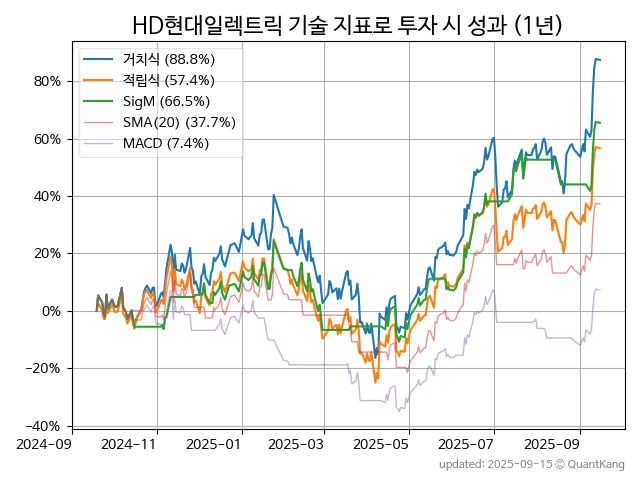 HD현대일렉트릭 기술 지표로 투자 시 성과 (1년)
거치식 (88.8%)
적립식 (57.4%)
SigM (66.5%)
SMA(20) (37.7%)
MACD (7.4%)
80%
60%
40%
20%
0%
−20%
−40%
2024-09 2024-11 2025-01 2025-03 2025-05 2025-07 2025-09
updated: 2025-09-15 © QuantKang